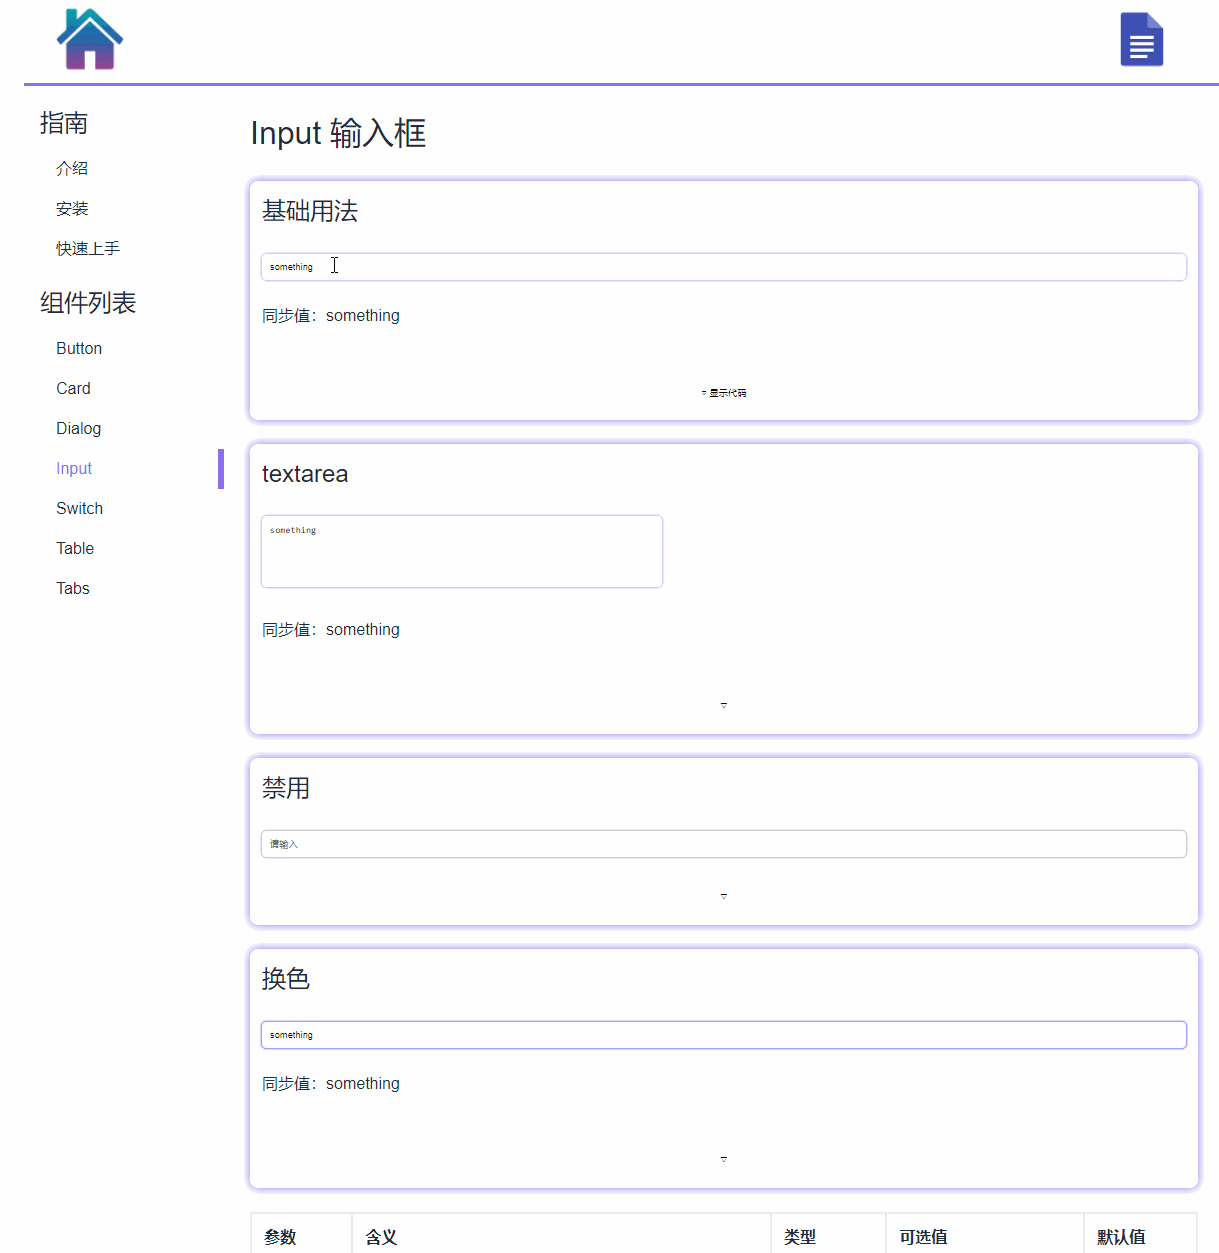 指南
介绍
安装
快速上手
组件列表
Button
Card
Dialog
Input
Switch
Table
Tabs
Input 输入框
基础用法
something
同步值：something
▿ 显示代码
textarea
something
同步值：something
▿
禁用
请输入
▿
换色
something
同步值：something
▿
参数 含义 类型 可选值 默认值